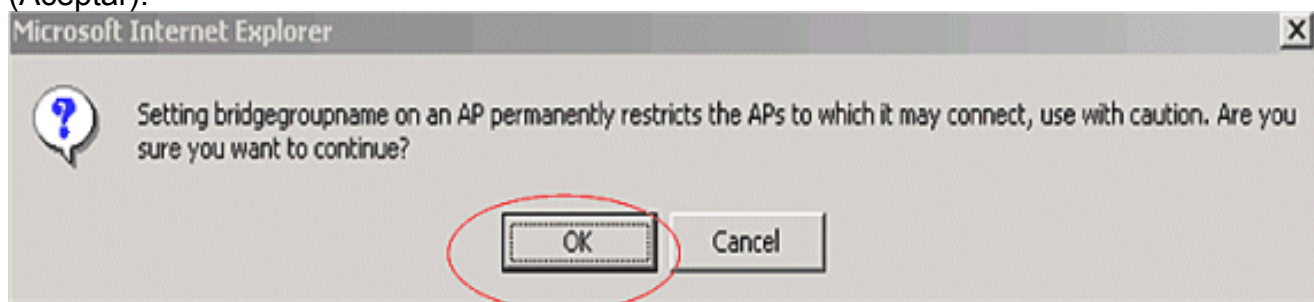 (Aceptar).
Microsoft Internet Explorer
Setting bridgegroupname on an AP permanently restricts the APs to which it may connect, use with caution. Are you
sure you want to continue?
OK Cancel